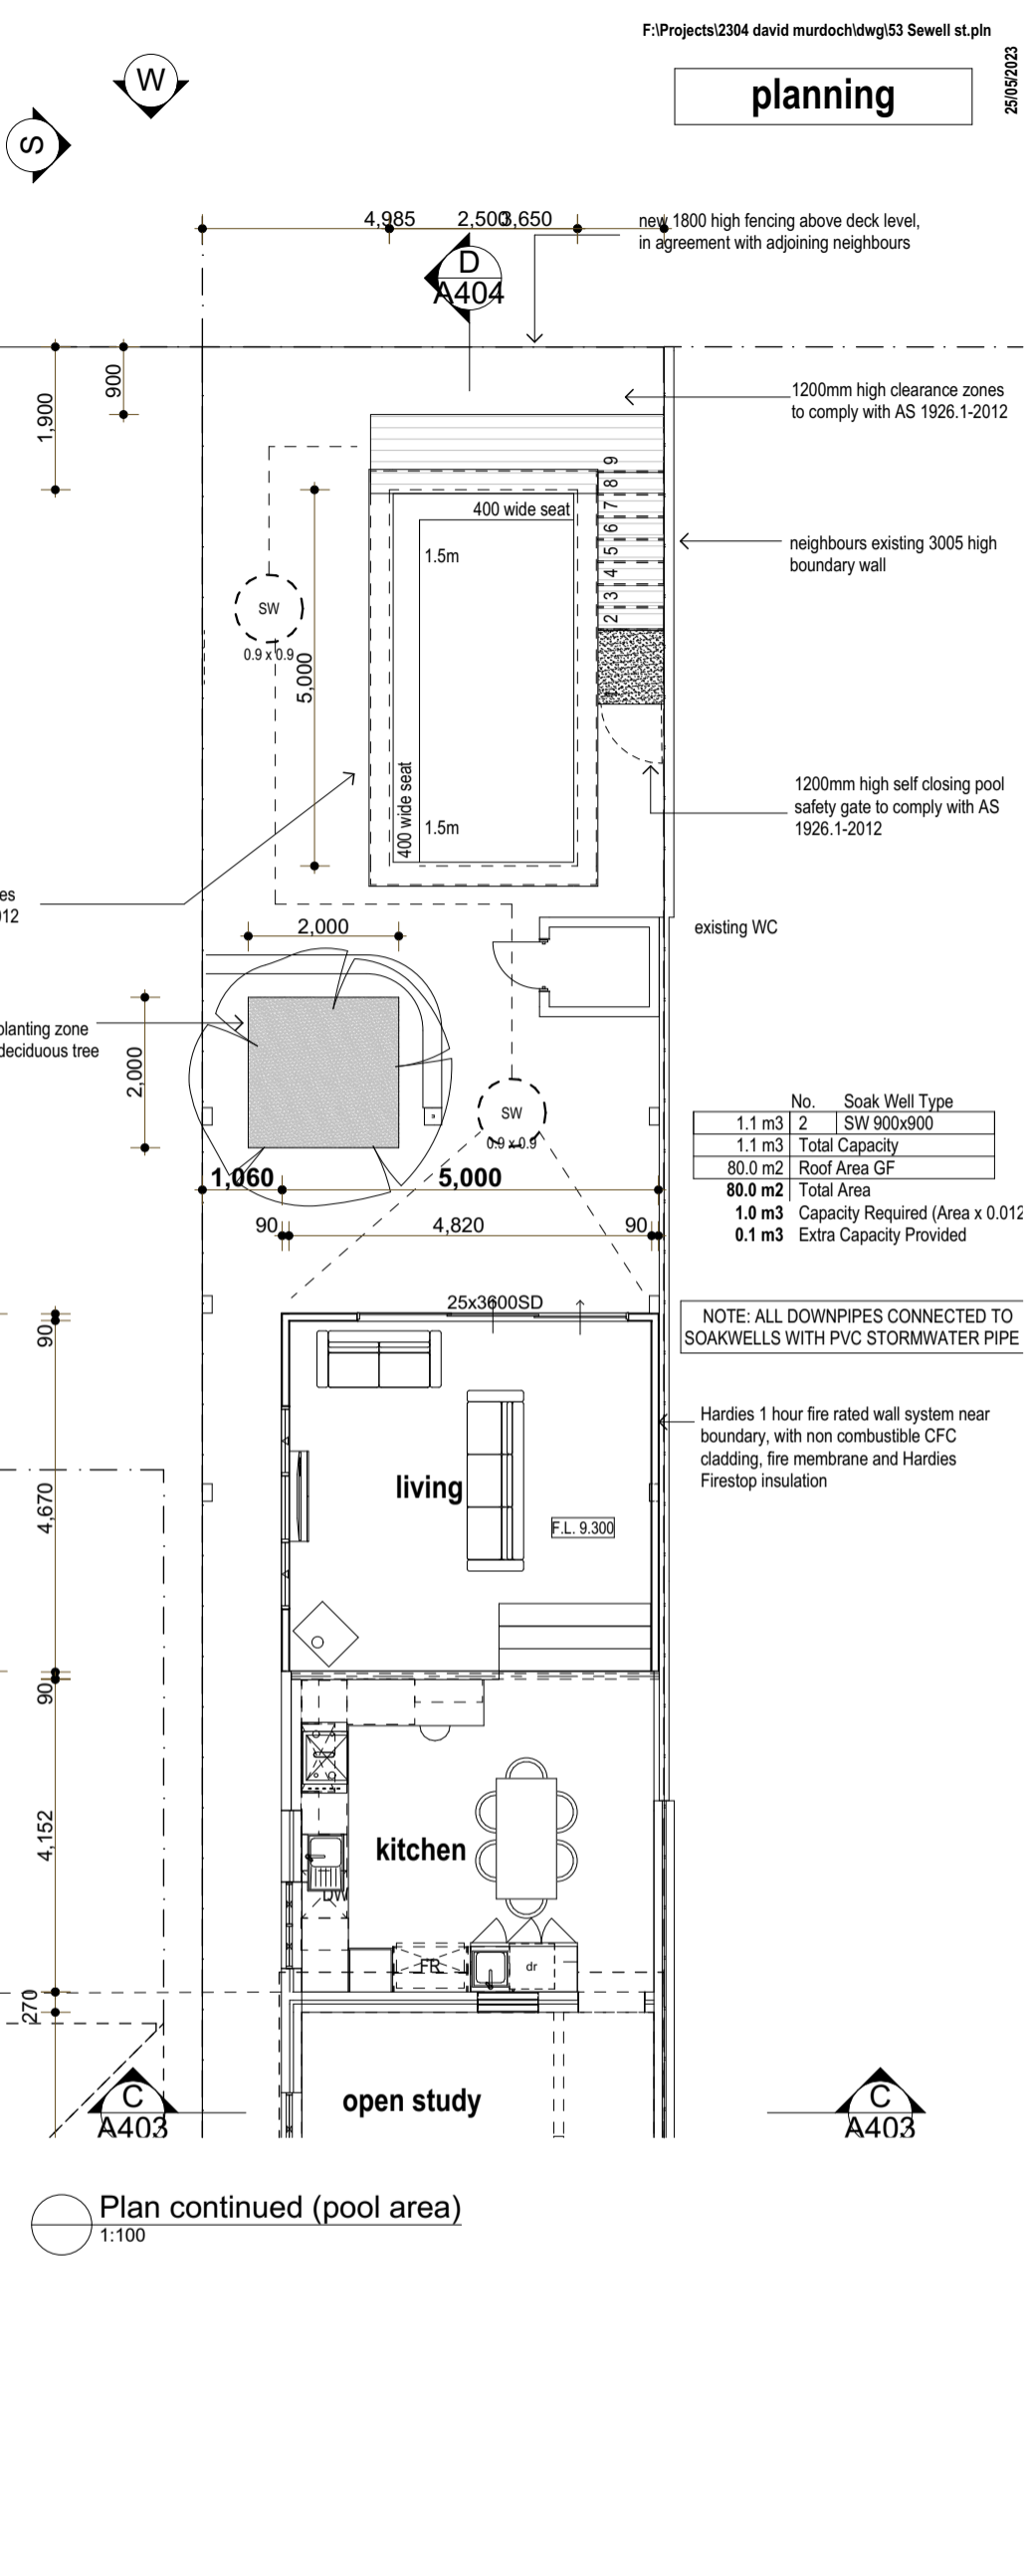 F:\Projects\2304 david murdoch\dwg\53 Sewell st.pln
25/05/2023
planning
W
S
4,985
2,500
3,650
new 1800 high fencing above deck level,
in agreement with adjoining neighbours
D
A404
900
1,900
1200mm high clearance zones
to comply with AS 1926.1-2012
9
8
7
6
5
4
3
2
400 wide seat
1.5m
neighbours existing 3005 high
boundary wall
SW
0.9 x 0.9
5,000
400 wide seat
1.5m
1200mm high self closing pool
safety gate to comply with AS
1926.1-2012
es
012
2,000
existing WC
planting zone
deciduous tree
2,000
SW
0.9 x 0.9
No. Soak Well Type
1.1 m3 2 SW 900x900
1.1 m3 Total Capacity
80.0 m2 Roof Area GF
80.0 m2 Total Area
1.0 m3 Capacity Required (Area x 0.012
0.1 m3 Extra Capacity Provided
1,060
5,000
90
4,820
90
25x3600SD
90
NOTE: ALL DOWNPIPES CONNECTED TO
SOAKWELLS WITH PVC STORMWATER PIPE
Hardies 1 hour fire rated wall system near
boundary, with non combustible CFC
cladding, fire membrane and Hardies
Firestop insulation
living
4,670
F.L. 9.300
90
4,152
kitchen
DW
FR
dr
270
open study
C
A403
C
A403
Plan continued (pool area)
1:100